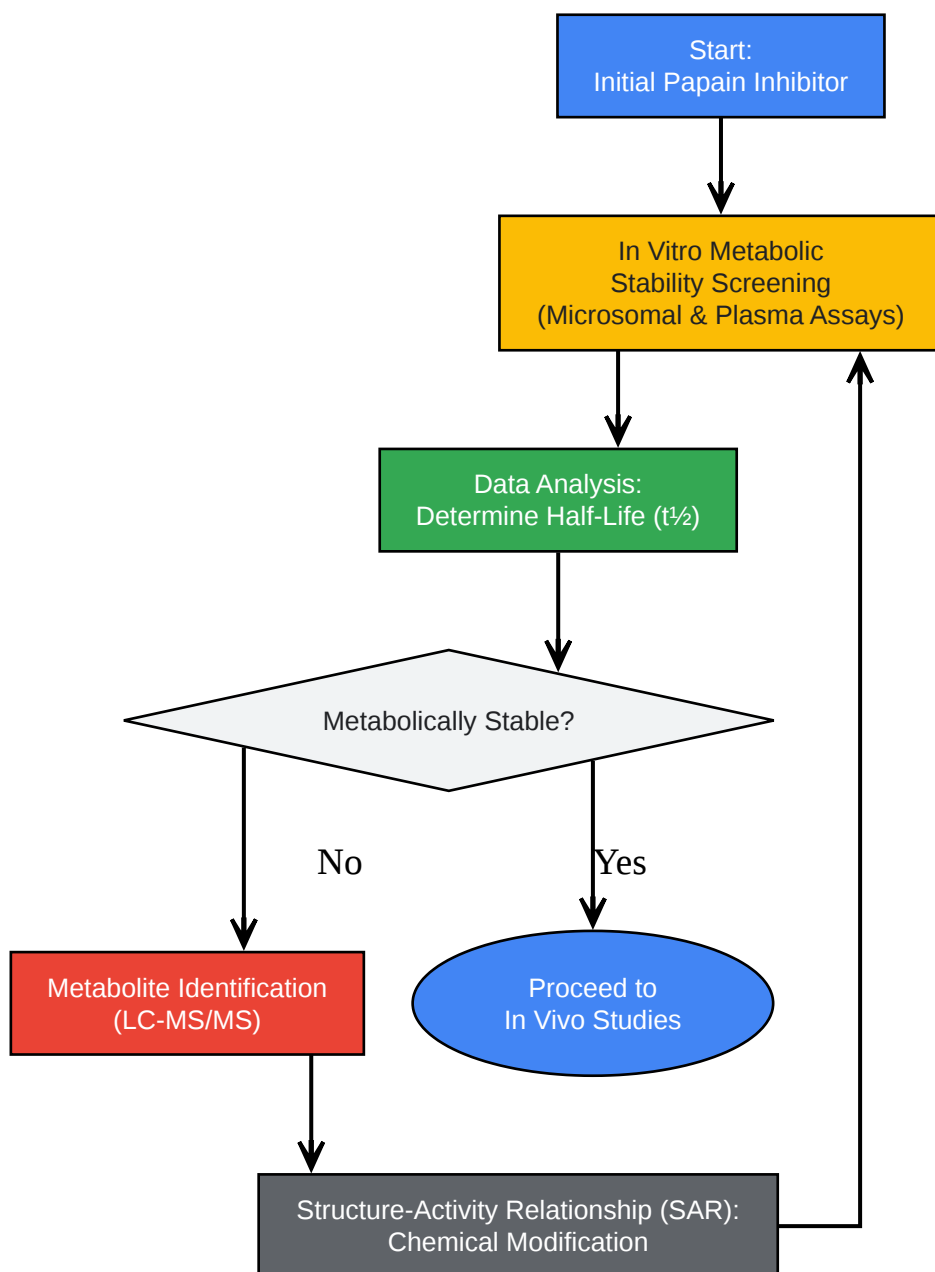 Start:
Initial Papain Inhibitor
In Vitro Metabolic
Stability Screening
(Microsomal & Plasma Assays)
Data Analysis:
Determine Half-Life (t½)
Metabolically Stable?
No
Yes
Metabolite Identification
(LC-MS/MS)
Proceed to
In Vivo Studies
Structure-Activity Relationship (SAR):
Chemical Modification